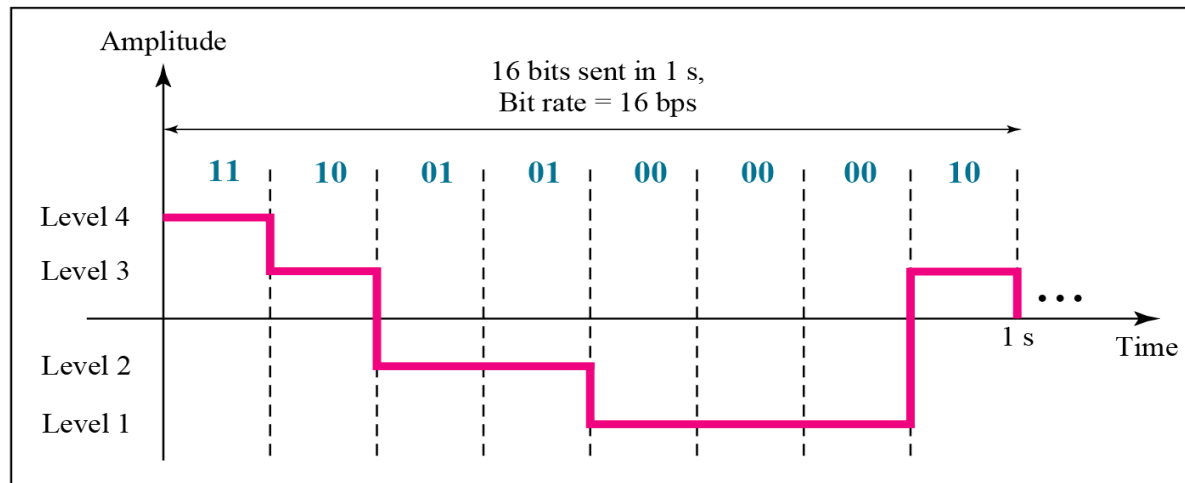 Amplitude
16 bits sent in 1 s,
Bit rate = 16 bps
11 10 01 01 00 00 00 10
Level 4
Level 3
...
1 s
Time
Level 2
Level 1